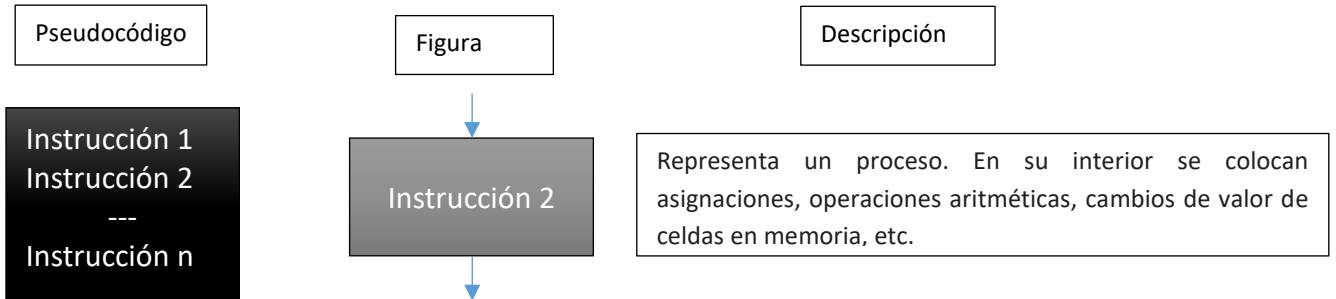 Pseudocódigo
Figura
Descripción
Instrucción 1
Instrucción 2
---
Instrucción n
Instrucción 2
Representa un proceso. En su interior se colocan
asignaciones, operaciones aritméticas, cambios de valor de
celdas en memoria, etc.